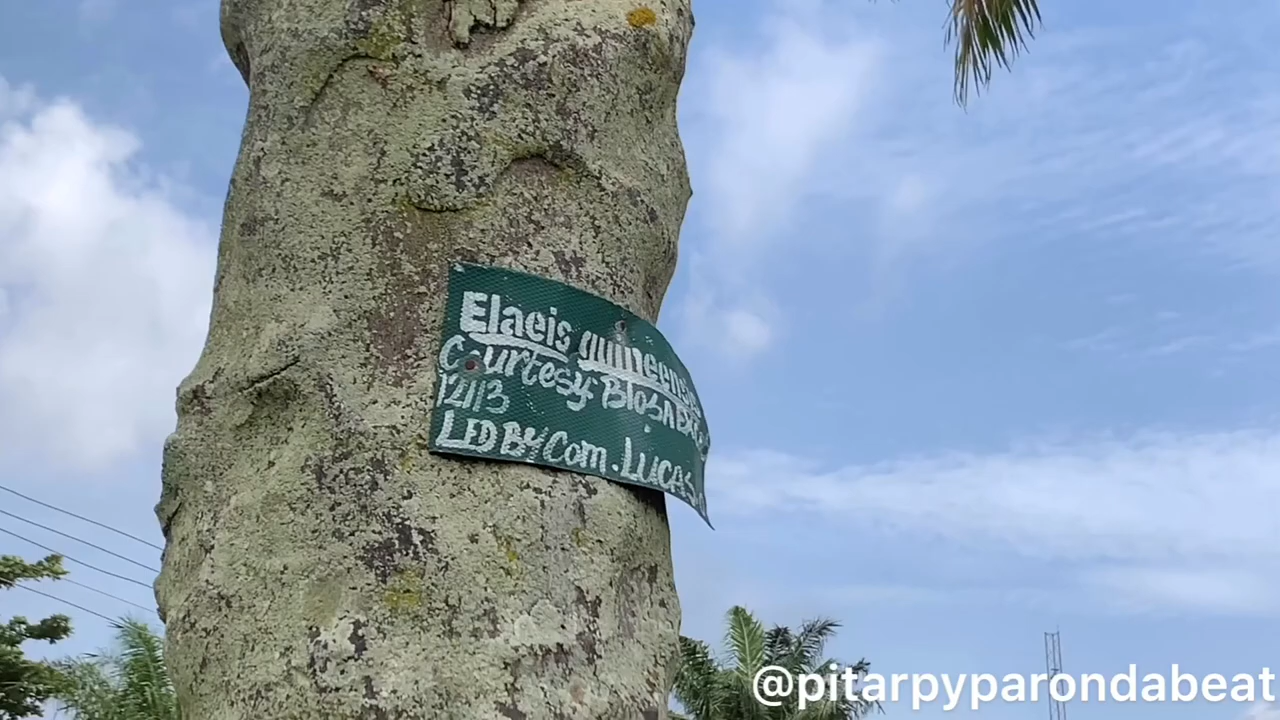 Elaeis guineensis
Courtesy BIOSA
12/13
LED BY Com. LUCAS
@pitarpyparondabeat